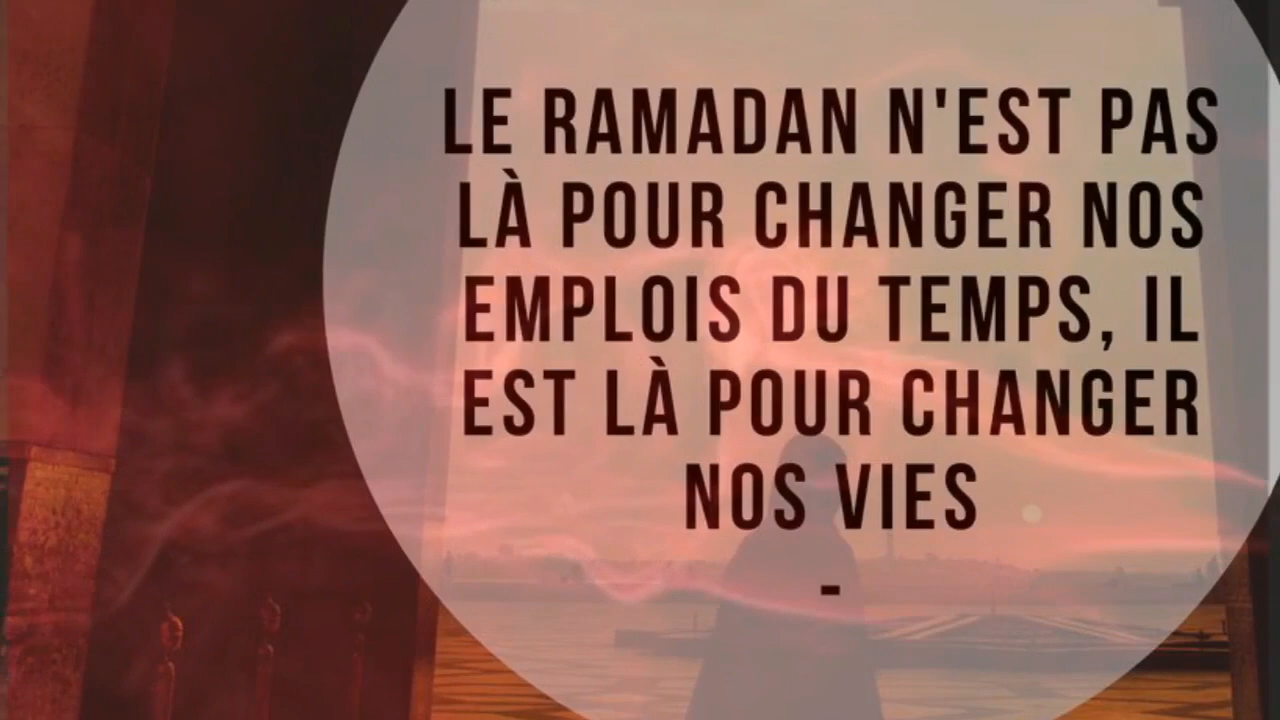 LE RAMADAN N'EST PAS
LÀ POUR CHANGER NOS
EMPLOIS DU TEMPS, IL
EST LÀ POUR CHANGER
NOS VIES
-